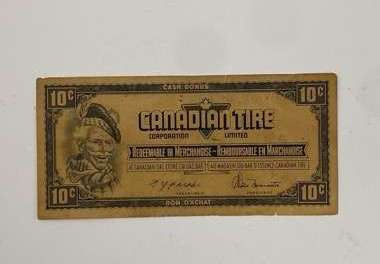 CASH BONUS
10¢ 10¢
CANADIAN TIRE
CORPORATION LIMITED
REDEEMABLE IN MERCHANDISE - REMBOURSABLE EN MARCHANDISE
10¢ 10¢
BON D'ACHAT